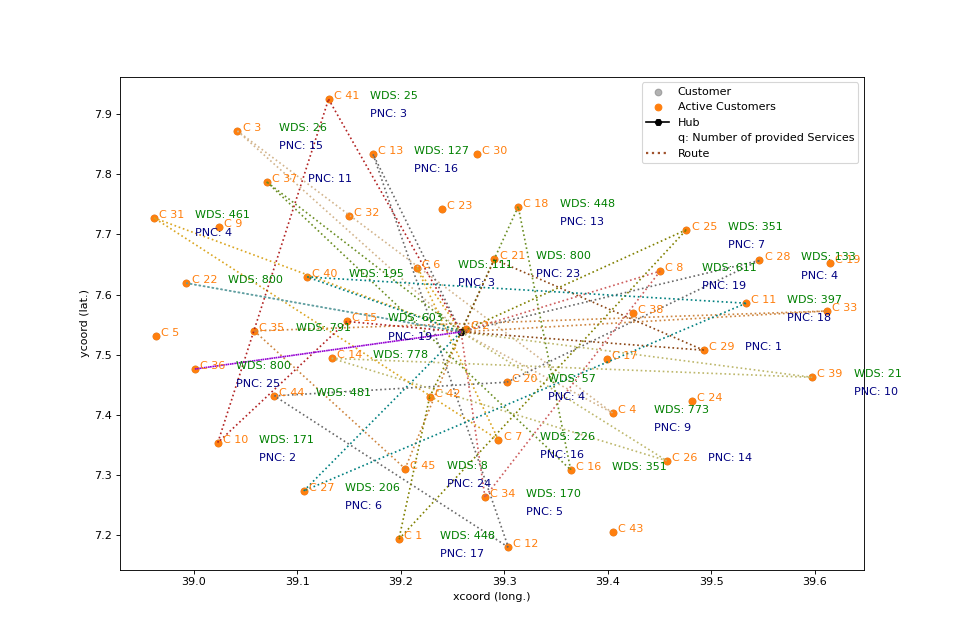 C 41 WDS: 25
PNC: 3
C 3 WDS: 26
PNC: 15
C 13 WDS: 127
PNC: 16
C 30
C 37 PNC: 11
C 31 WDS: 461
PNC: 4
C 9
C 32
C 23
C 18 WDS: 448
PNC: 13
C 25 WDS: 351
PNC: 7
C 22 WDS: 800
C 40 WDS: 195
C 6 WDS: 111
PNC: 3
C 21 WDS: 800
PNC: 23
C 8 WDS: 611
PNC: 19
C 28 WDS: 133
PNC: 4
C 19
C 11 WDS: 397
PNC: 18
C 33
C 38
C 5
C 35 WDS: 791
C 15 WDS: 603
PNC: 19
C 2
C 29 PNC: 1
C 36 WDS: 800
PNC: 25
C 14 WDS: 778
C 17
C 39 WDS: 21
PNC: 10
C 44 WDS: 481
C 42
C 20 WDS: 57
PNC: 4
C 4 WDS: 773
PNC: 9
C 24
C 10 WDS: 171
PNC: 2
C 7 WDS: 226
PNC: 16
C 26 PNC: 14
C 45 WDS: 8
PNC: 24
C 16 WDS: 351
C 27 WDS: 206
PNC: 6
C 34 WDS: 170
PNC: 5
C 1 WDS: 448
PNC: 17
C 12
C 43
Customer
Active Customers
Hub
q: Number of provided Services
Route
7.9
7.8
7.7
7.6
7.5
7.4
7.3
7.2
ycoord (lat.)
39.0 39.1 39.2 39.3 39.4 39.5 39.6
xcoord (long.)